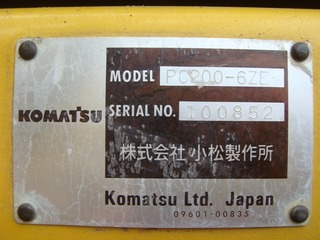 MODEL PC200-6ZE
KOMATSU
SERIAL NO. 100852
株式会社 小松製作所
Komatsu Ltd. Japan
09601-00835